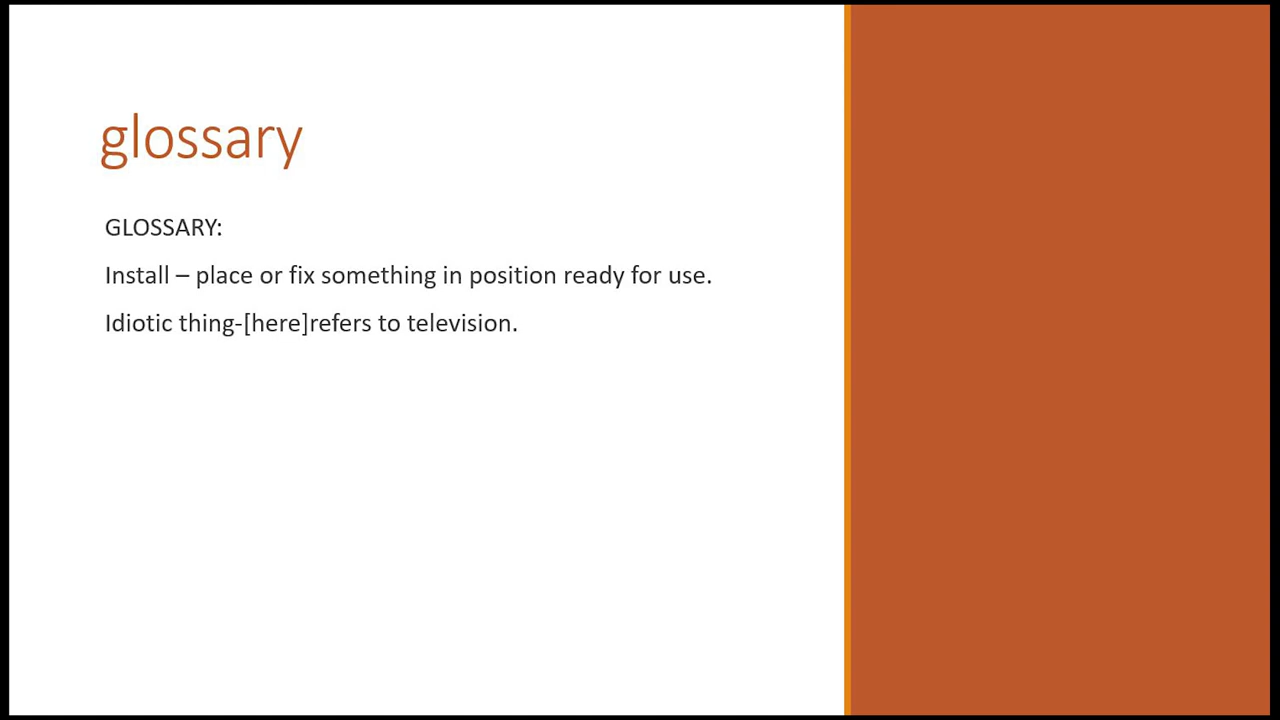 glossary
GLOSSARY:
Install – place or fix something in position ready for use.
Idiotic thing-[here]refers to television.